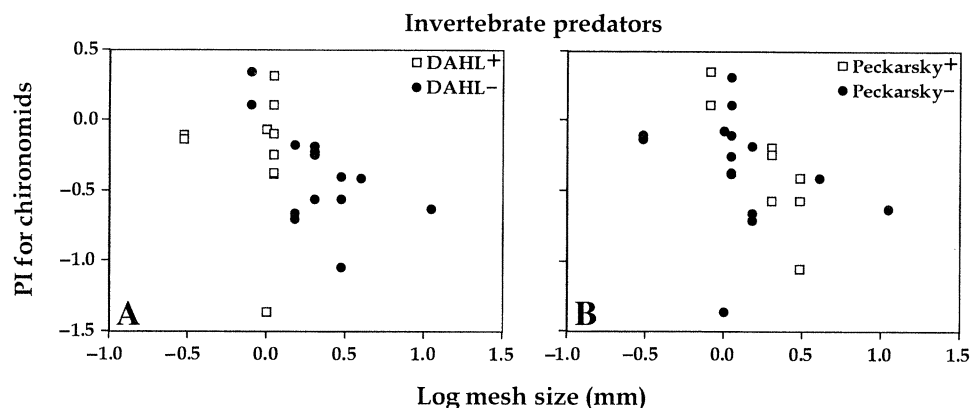 Invertebrate predators
PI for chironomids
0.5
0.0
−0.5
−1.0
−1.5
DAHL+
DAHL−
A
−1.0 −0.5 0.0 0.5 1.0 1.5
Peckarsky+
Peckarsky−
B
−1.0 −0.5 0.0 0.5 1.0 1.5
Log mesh size (mm)